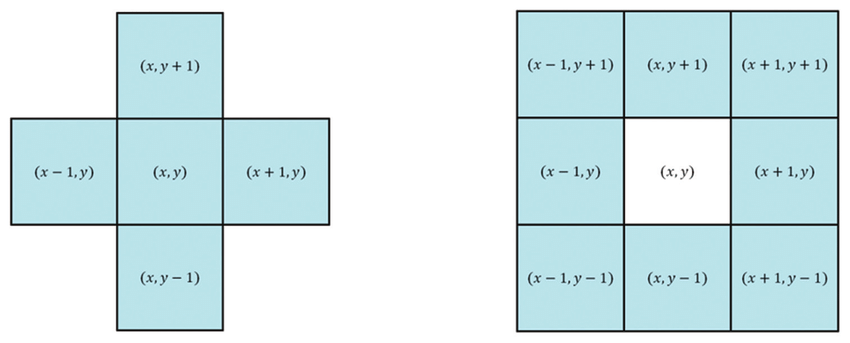 (x, y + 1)
(x − 1, y) (x, y) (x + 1, y)
(x, y − 1)
(x − 1, y + 1) (x, y + 1) (x + 1, y + 1)
(x − 1, y) (x, y) (x + 1, y)
(x − 1, y − 1) (x, y − 1) (x + 1, y − 1)